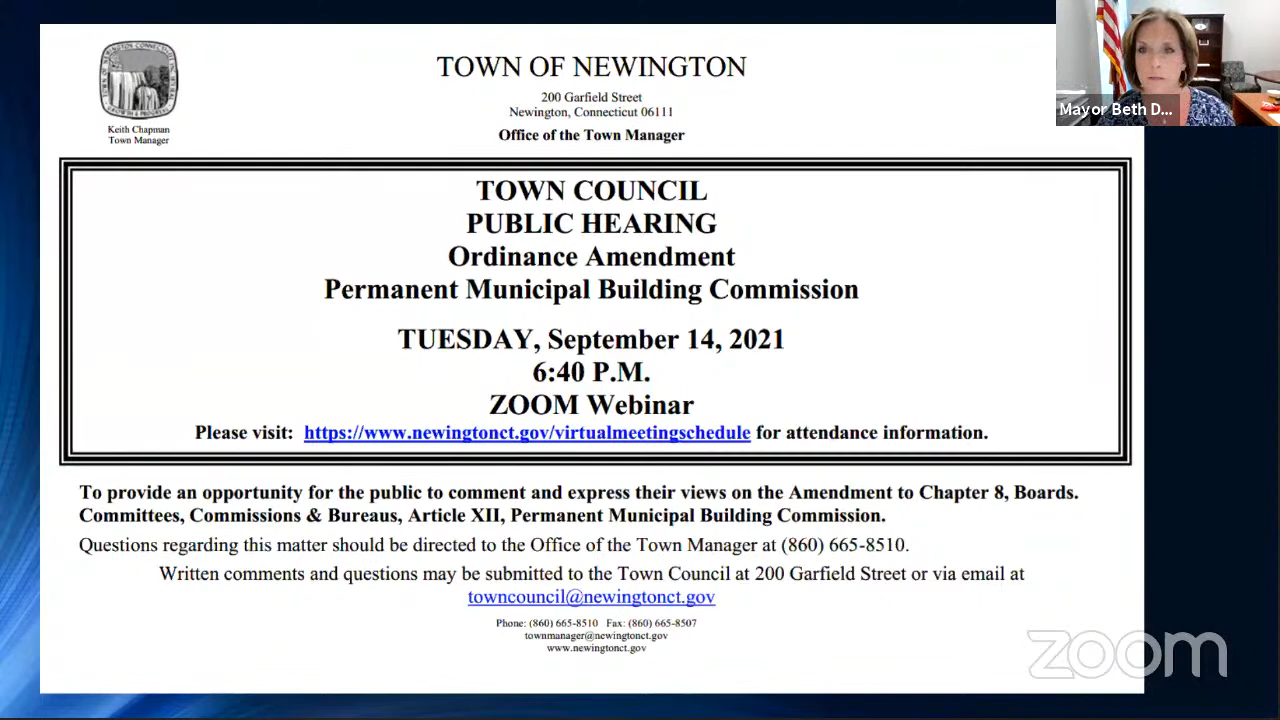 TOWN OF NEWINGTON
200 Garfield Street
Newington, Connecticut 06111
Office of the Town Manager
Keith Chapman
Town Manager
Mayor Beth D...
TOWN COUNCIL
PUBLIC HEARING
Ordinance Amendment
Permanent Municipal Building Commission
TUESDAY, September 14, 2021
6:40 P.M.
ZOOM Webinar
Please visit: https://www.newingtonct.gov/virtualmeetingschedule for attendance information.
To provide an opportunity for the public to comment and express their views on the Amendment to Chapter 8, Boards.
Committees, Commissions & Bureaus, Article XII, Permanent Municipal Building Commission.
Questions regarding this matter should be directed to the Office of the Town Manager at (860) 665-8510.
Written comments and questions may be submitted to the Town Council at 200 Garfield Street or via email at
towncouncil@newingtonct.gov
Phone: (860) 665-8510 Fax: (860) 665-8507
townmanager@newingtonct.gov
www.newingtonct.gov
zoom